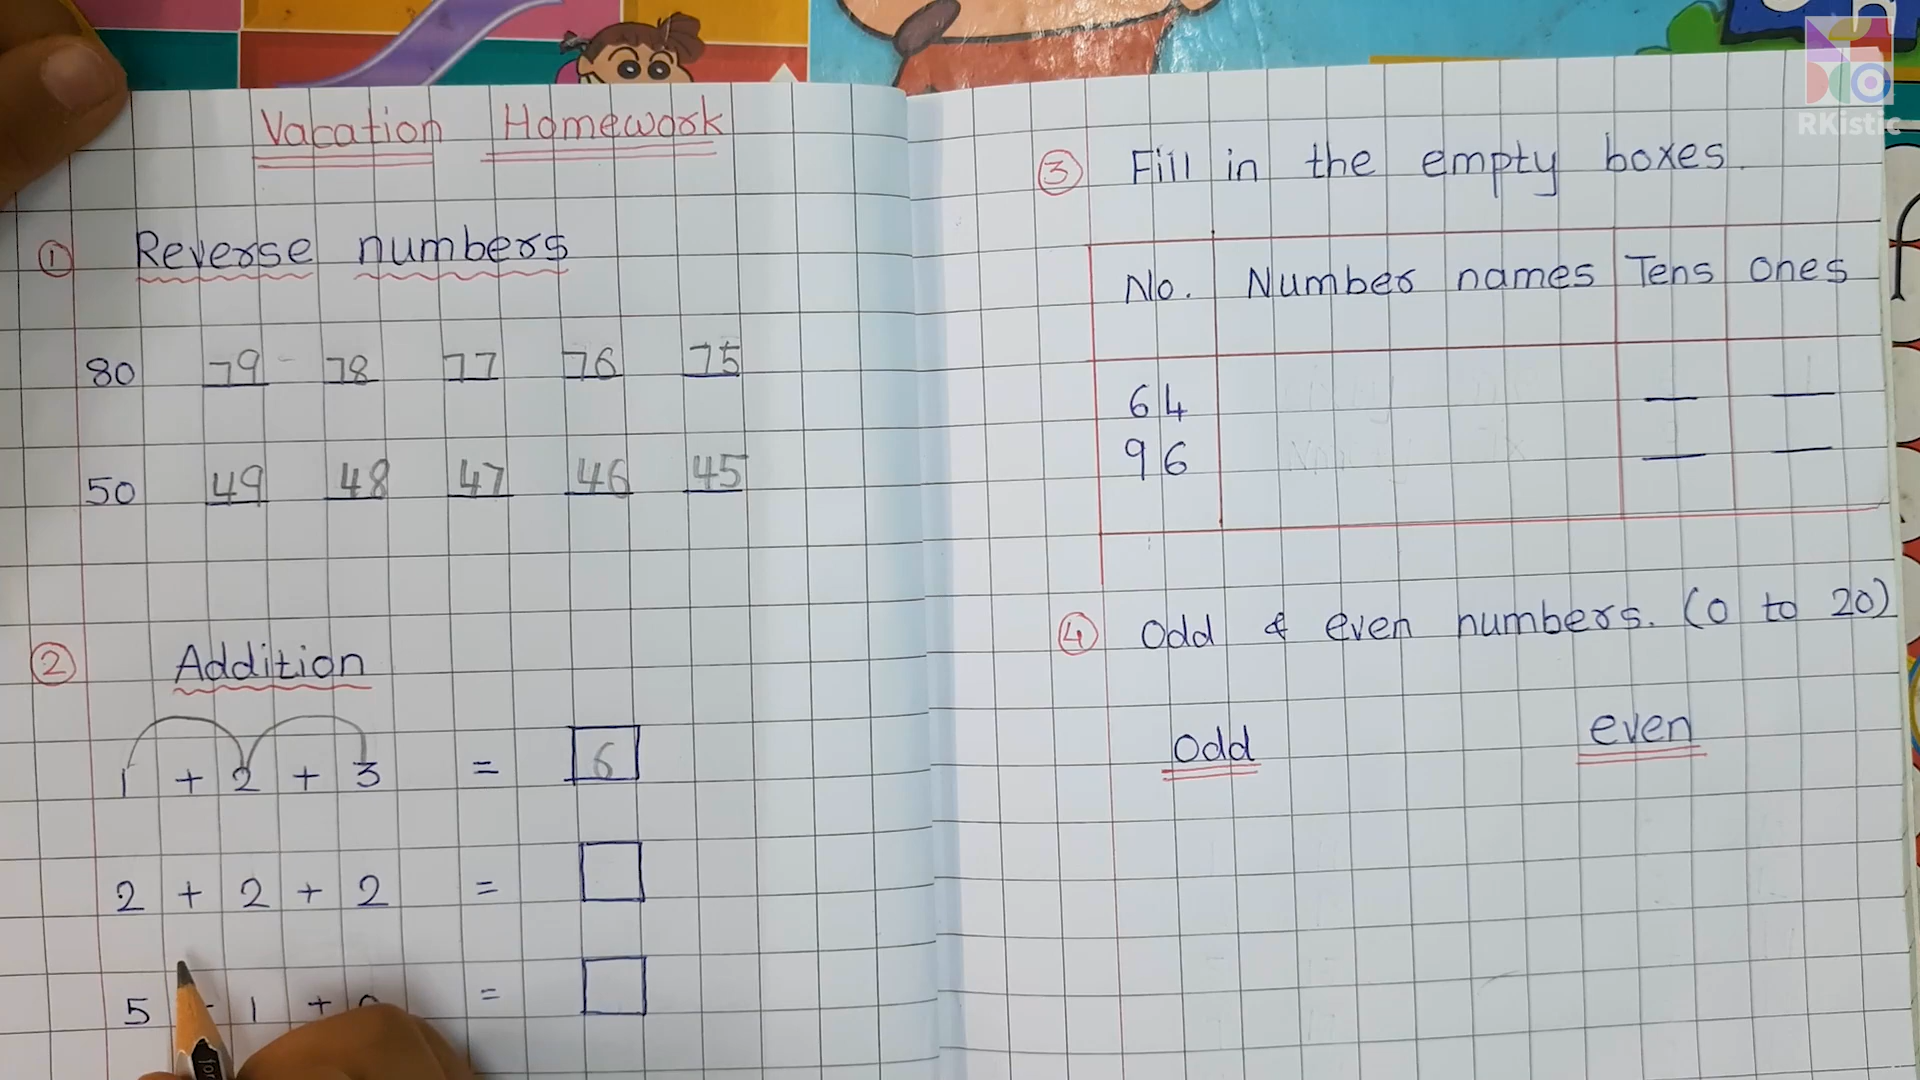 Vacation Homework
① Reverse numbers
80 79 78 77 76 75
50 49 48 47 46 45
② Addition
1 + 2 + 3 = 6
2 + 2 + 2 =
5 1 + =
③ Fill in the empty boxes.
No. Number names Tens ones
64
96
④ Odd & even numbers. (0 to 20)
odd even
RKistic